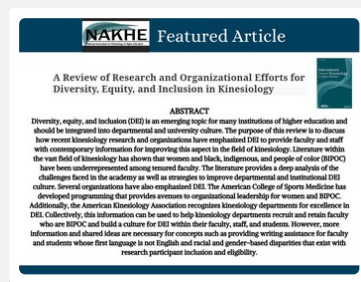 NAKHE
Featured Article
A Review of Research and Organizational Efforts for
Diversity, Equity, and Inclusion in Kinesiology
ABSTRACT
Diversity, equity, and inclusion (DEI) is an emerging topic for many institutions of higher education and
should be integrated into departmental and university culture. The purpose of this review is to discuss
how recent kinesiology research and organizations have emphasized DEI to provide faculty and staff
with contemporary information for improving this aspect in the field of kinesiology. Literature within
the vast field of kinesiology has shown that women and black, indigenous, and people of color (BIPOC)
have been underrepresented among tenured faculty. The literature provides a deep analysis of the
challenges faced in the academy as well as strategies to improve departmental and institutional DEI
culture. Several organizations have also emphasized DEI. The American College of Sports Medicine has
developed programming that provides avenues to organizational leadership for women and BIPOC.
Additionally, the American Kinesiology Association recognizes kinesiology departments for excellence in
DEI. Collectively, this information can be used to help kinesiology departments recruit and retain faculty
who are BIPOC and build a culture for DEI within their faculty, staff, and students. However, more
information and shared ideas are necessary for concepts such as providing writing assistance for faculty
and students whose first language is not English and racial and gender-based disparities that exist with
research participant inclusion and eligibility.